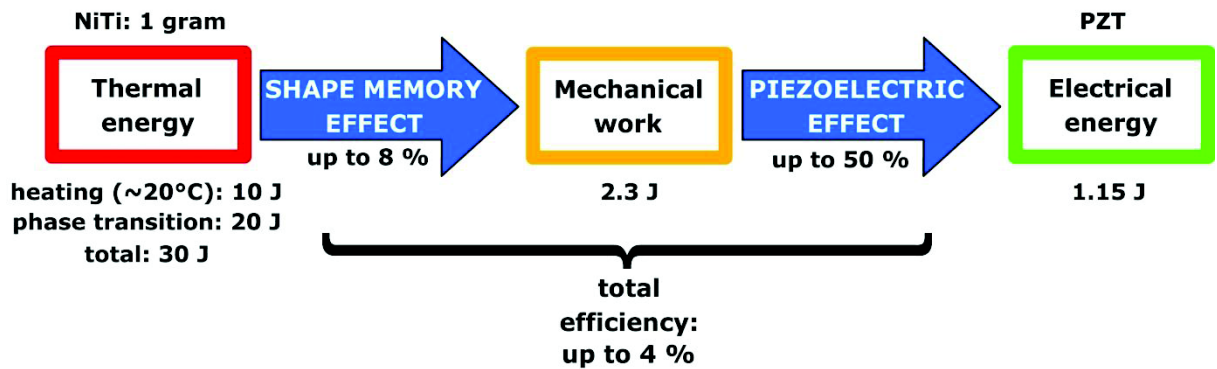 NiTi: 1 gram
Thermal
energy
heating (~20°C): 10 J
phase transition: 20 J
total: 30 J
SHAPE MEMORY
EFFECT
up to 8 %
Mechanical
work
2.3 J
PIEZOELECTRIC
EFFECT
up to 50 %
PZT
Electrical
energy
1.15 J
total
efficiency:
up to 4 %